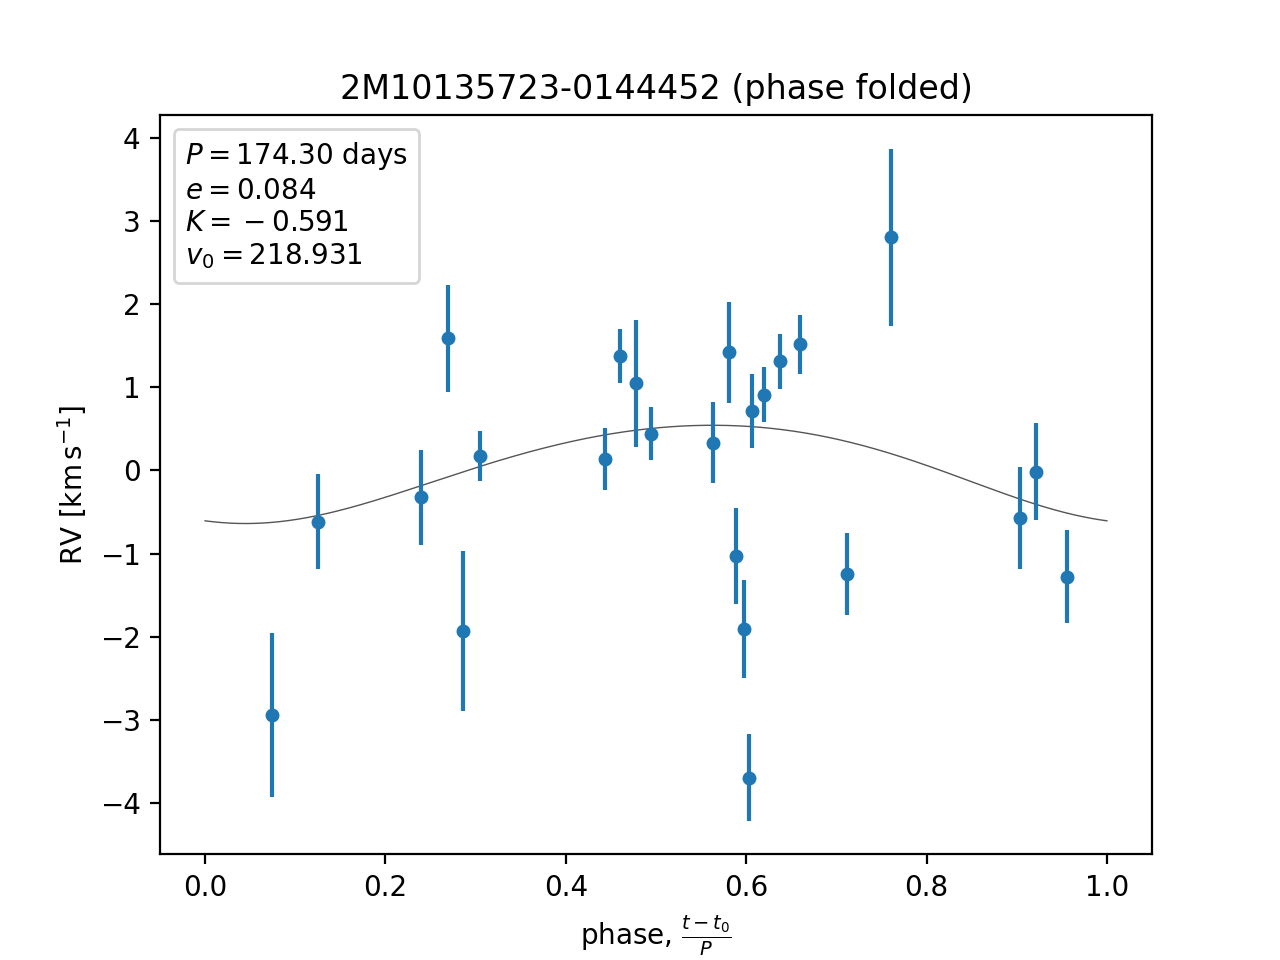 2M10135723-0144452 (phase folded)
P = 174.30 days
e = 0.084
K = −0.591
v₀ = 218.931
4
3
2
1
0
−1
−2
−3
−4
RV [km s⁻¹]
0.0 0.2 0.4 0.6 0.8 1.0
phase, (t − t₀)/P